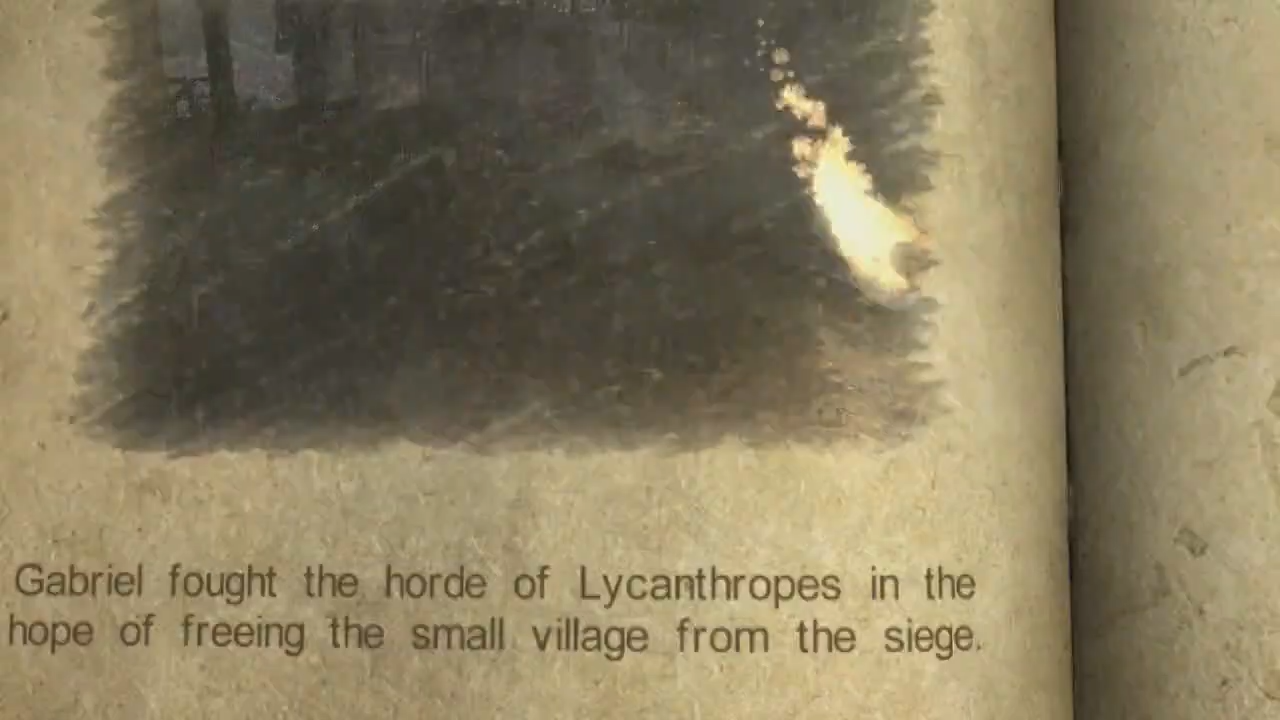 Gabriel fought the horde of Lycanthropes in the
hope of freeing the small village from the siege.